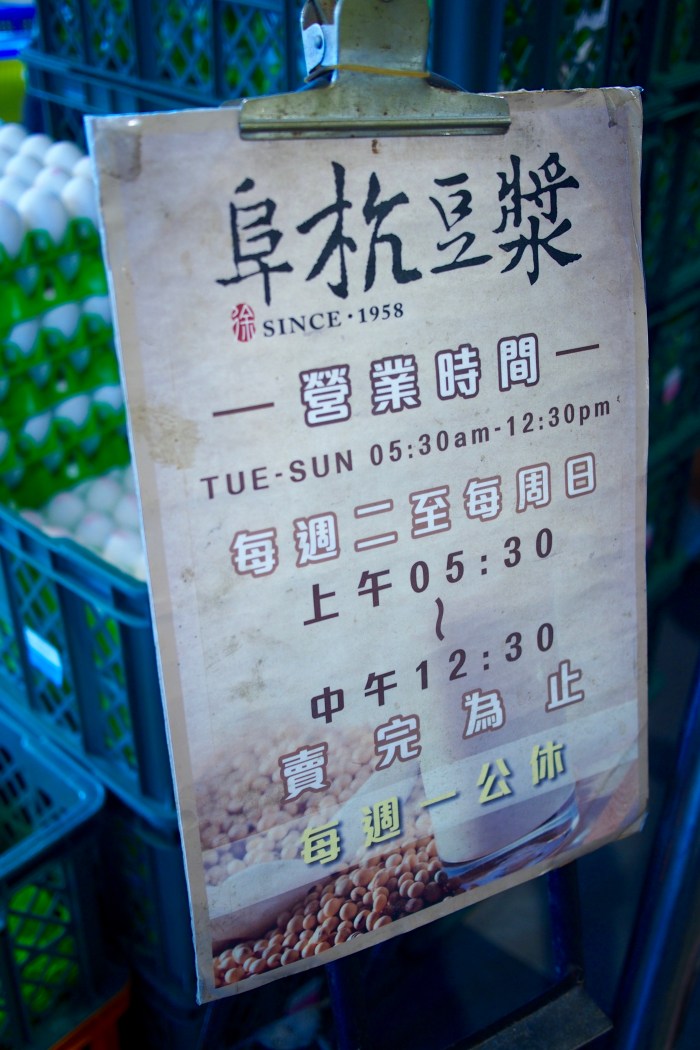 阜杭豆漿
徐 SINCE·1958
營業時間
TUE-SUN 05:30am-12:30pm
每週二至每周日
上午05:30
~
中午12:30
賣完為止
每週一公休